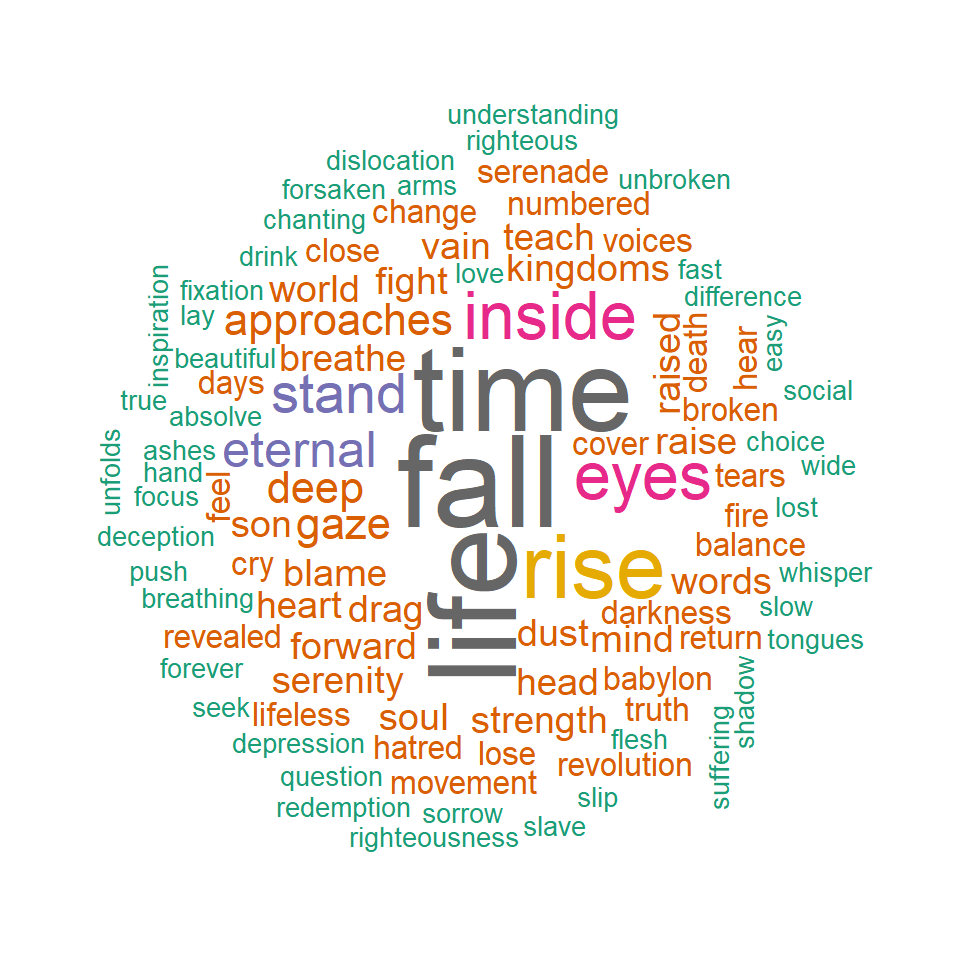 understanding
righteous
dislocation
serenade
unbroken
forsaken
arms
change
numbered
chanting
drink
close
vain
teach
voices
fixation
world
fight
love
kingdoms
fast
inspiration
lay
approaches
inside
difference
raised
death
hear
easy
beautiful
breathe
true
days
stand
time
social
absolve
broken
unfolds
ashes
eternal
fall
cover
raise
choice
hand
focus
feel
deep
eyes
tears
wide
deception
son
gaze
fire
lost
balance
push
cry
blame
life
rise
words
whisper
breathing
heart
drag
darkness
slow
revealed
forward
dust
mind
return
tongues
forever
serenity
head
babylon
shadow
seek
lifeless
soul
strength
truth
suffering
depression
hatred
lose
flesh
revolution
question
movement
slip
redemption
sorrow
slave
righteousness